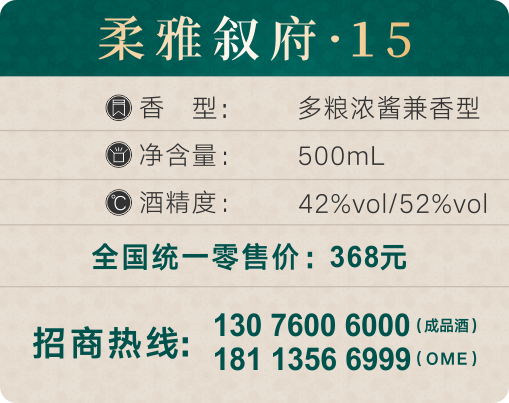 柔雅叙府·15
香 型： 多粮浓酱兼香型
净含量： 500mL
℃ 酒精度： 42%vol/52%vol
全国统一零售价：368元
招商热线:
130 7600 6000（成品酒）
181 1356 6999（OME）